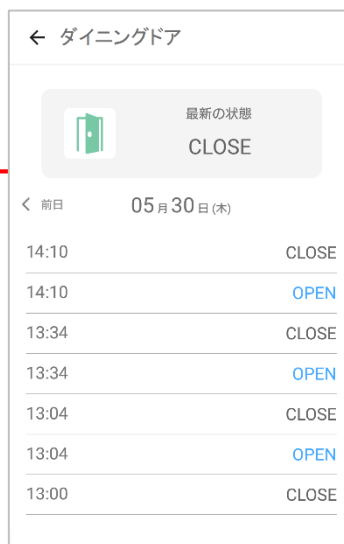 ← ダイニングドア
最新の状態
CLOSE
前日 05月30日(木)
14:10 CLOSE
14:10 OPEN
13:34 CLOSE
13:34 OPEN
13:04 CLOSE
13:04 OPEN
13:00 CLOSE